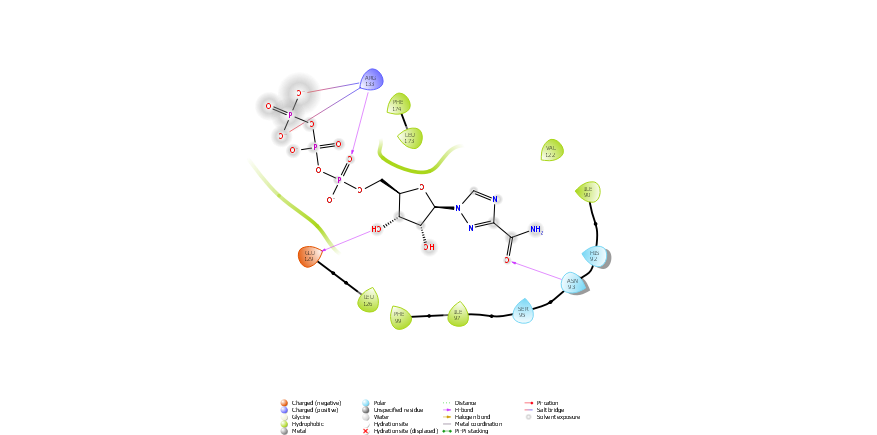 ARG
133
PHE
174
LEU
173
VAL
122
ILE
90
HIS
92
ASN
93
SER
95
ILE
97
PHE
99
LEU
126
GLU
129
O
O P O
O
O P O
O
O P O
O
O
HO
OH
N
N
N
NH2
O
Charged (negative)
Charged (positive)
Glycine
Hydrophobic
Metal
Polar
Unspecified residue
Water
Hydration site
Hydration site (displaced)
Distance
H-bond
Halogen bond
Metal coordination
Pi-Pi stacking
Pi-cation
Salt bridge
Solvent exposure